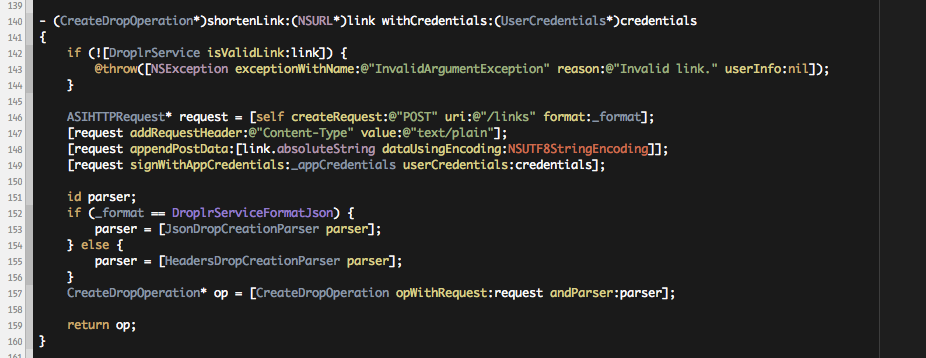 139
140 - (CreateDropOperation*)shortenLink:(NSURL*)link withCredentials:(UserCredentials*)credentials
141 {
142     if (![DroplrService isValidLink:link]) {
143         @throw([NSException exceptionWithName:@"InvalidArgumentException" reason:@"Invalid link." userInfo:nil]);
144     }
145
146     ASIHTTPRequest* request = [self createRequest:@"POST" uri:@"/links" format:_format];
147     [request addRequestHeader:@"Content-Type" value:@"text/plain"];
148     [request appendPostData:[link.absoluteString dataUsingEncoding:NSUTF8StringEncoding]];
149     [request signWithAppCredentials:_appCredentials userCredentials:credentials];
150
151     id parser;
152     if (_format == DroplrServiceFormatJson) {
153         parser = [JsonDropCreationParser parser];
154     } else {
155         parser = [HeadersDropCreationParser parser];
156     }
157     CreateDropOperation* op = [CreateDropOperation opWithRequest:request andParser:parser];
158
159     return op;
160 }
161